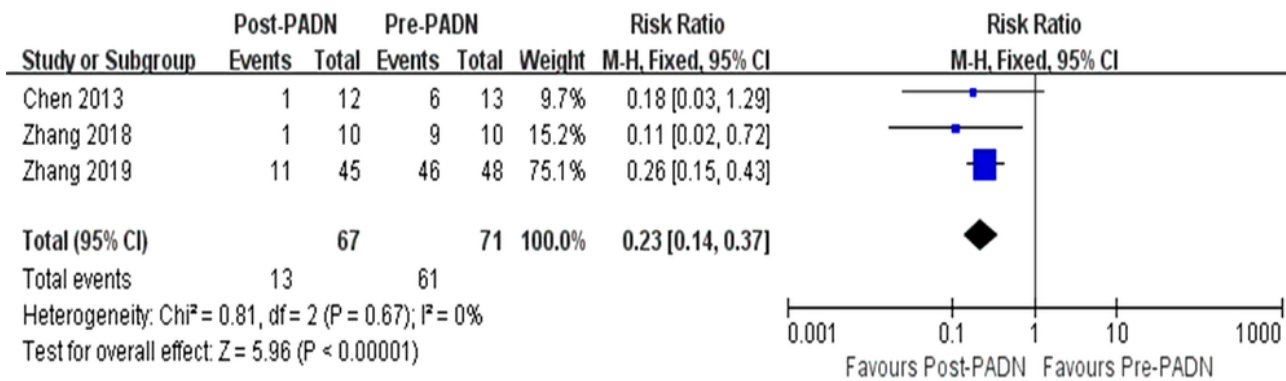 Post-PADN Pre-PADN Risk Ratio Risk Ratio
Study or Subgroup Events Total Events Total Weight M-H, Fixed, 95% CI M-H, Fixed, 95% CI
Chen 2013 1 12 6 13 9.7% 0.18 [0.03, 1.29]
Zhang 2018 1 10 9 10 15.2% 0.11 [0.02, 0.72]
Zhang 2019 11 45 46 48 75.1% 0.26 [0.15, 0.43]
Total (95% CI) 67 71 100.0% 0.23 [0.14, 0.37]
Total events 13 61
Heterogeneity: Chi² = 0.81, df = 2 (P = 0.67); I² = 0%
Test for overall effect: Z = 5.96 (P < 0.00001)
0.001 0.1 1 10 1000
Favours Post-PADN Favours Pre-PADN